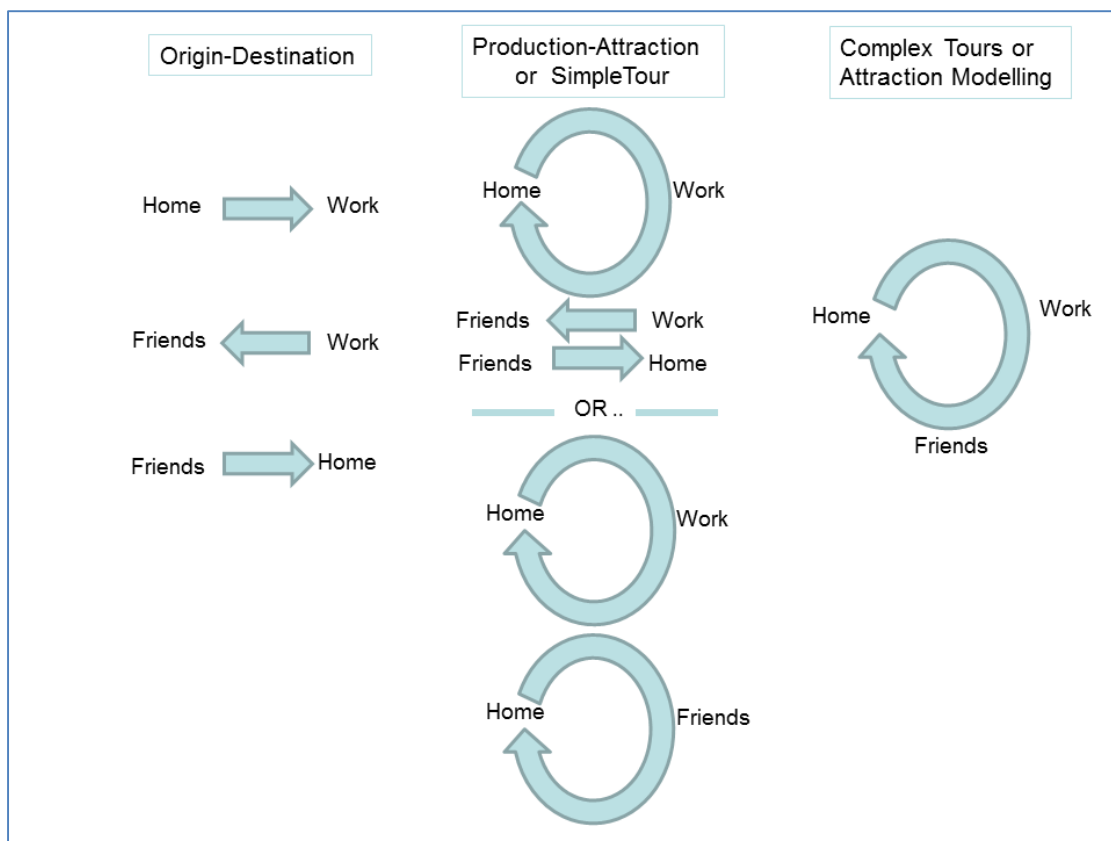 Origin-Destination
Home Work
Friends Work
Friends Home
Production-Attraction
or SimpleTour
Home Work
Friends Work
Friends Home
OR ..
Home Work
Home Friends
Complex Tours or
Attraction Modelling
Home Work
Friends